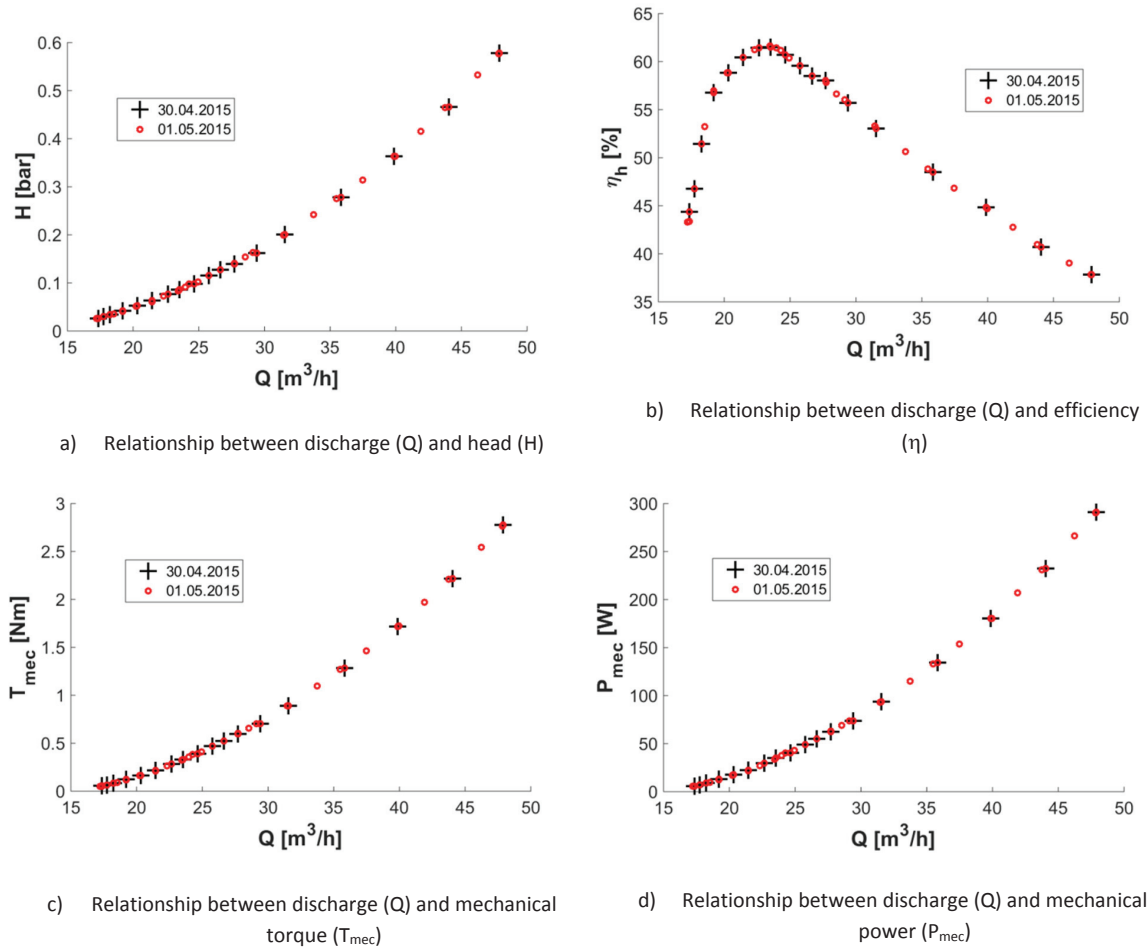 H [bar]
0.6
0.5
0.4
0.3
0.2
0.1
0
30.04.2015
01.05.2015
15 20 25 30 35 40 45 50
Q [m³/h]
a) Relationship between discharge (Q) and head (H)
ηh [%]
65
60
55
50
45
40
35
30.04.2015
01.05.2015
15 20 25 30 35 40 45 50
Q [m³/h]
b) Relationship between discharge (Q) and efficiency
(η)
Tmec [Nm]
3
2.5
2
1.5
1
0.5
0
30.04.2015
01.05.2015
15 20 25 30 35 40 45 50
Q [m³/h]
c) Relationship between discharge (Q) and mechanical
torque (Tmec)
Pmec [W]
300
250
200
150
100
50
0
30.04.2015
01.05.2015
15 20 25 30 35 40 45 50
Q [m³/h]
d) Relationship between discharge (Q) and mechanical
power (Pmec)